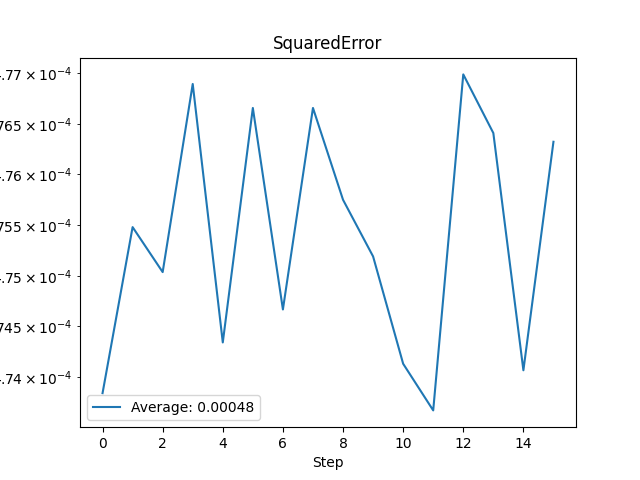 SquaredError
.77 × 10⁻⁴
765 × 10⁻⁴
.76 × 10⁻⁴
755 × 10⁻⁴
.75 × 10⁻⁴
745 × 10⁻⁴
.74 × 10⁻⁴
Average: 0.00048
0 2 4 6 8 10 12 14
Step